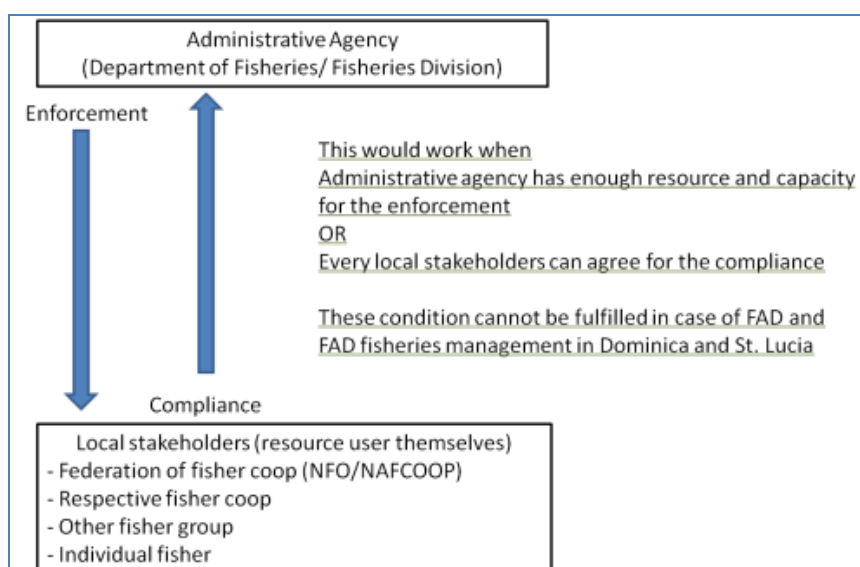 Administrative Agency
(Department of Fisheries/ Fisheries Division)
Enforcement
This would work when
Administrative agency has enough resource and capacity
for the enforcement
OR
Every local stakeholders can agree for the compliance
These condition cannot be fulfilled in case of FAD and
FAD fisheries management in Dominica and St. Lucia
Compliance
Local stakeholders (resource user themselves)
- Federation of fisher coop (NFO/NAFCOOP)
- Respective fisher coop
- Other fisher group
- Individual fisher